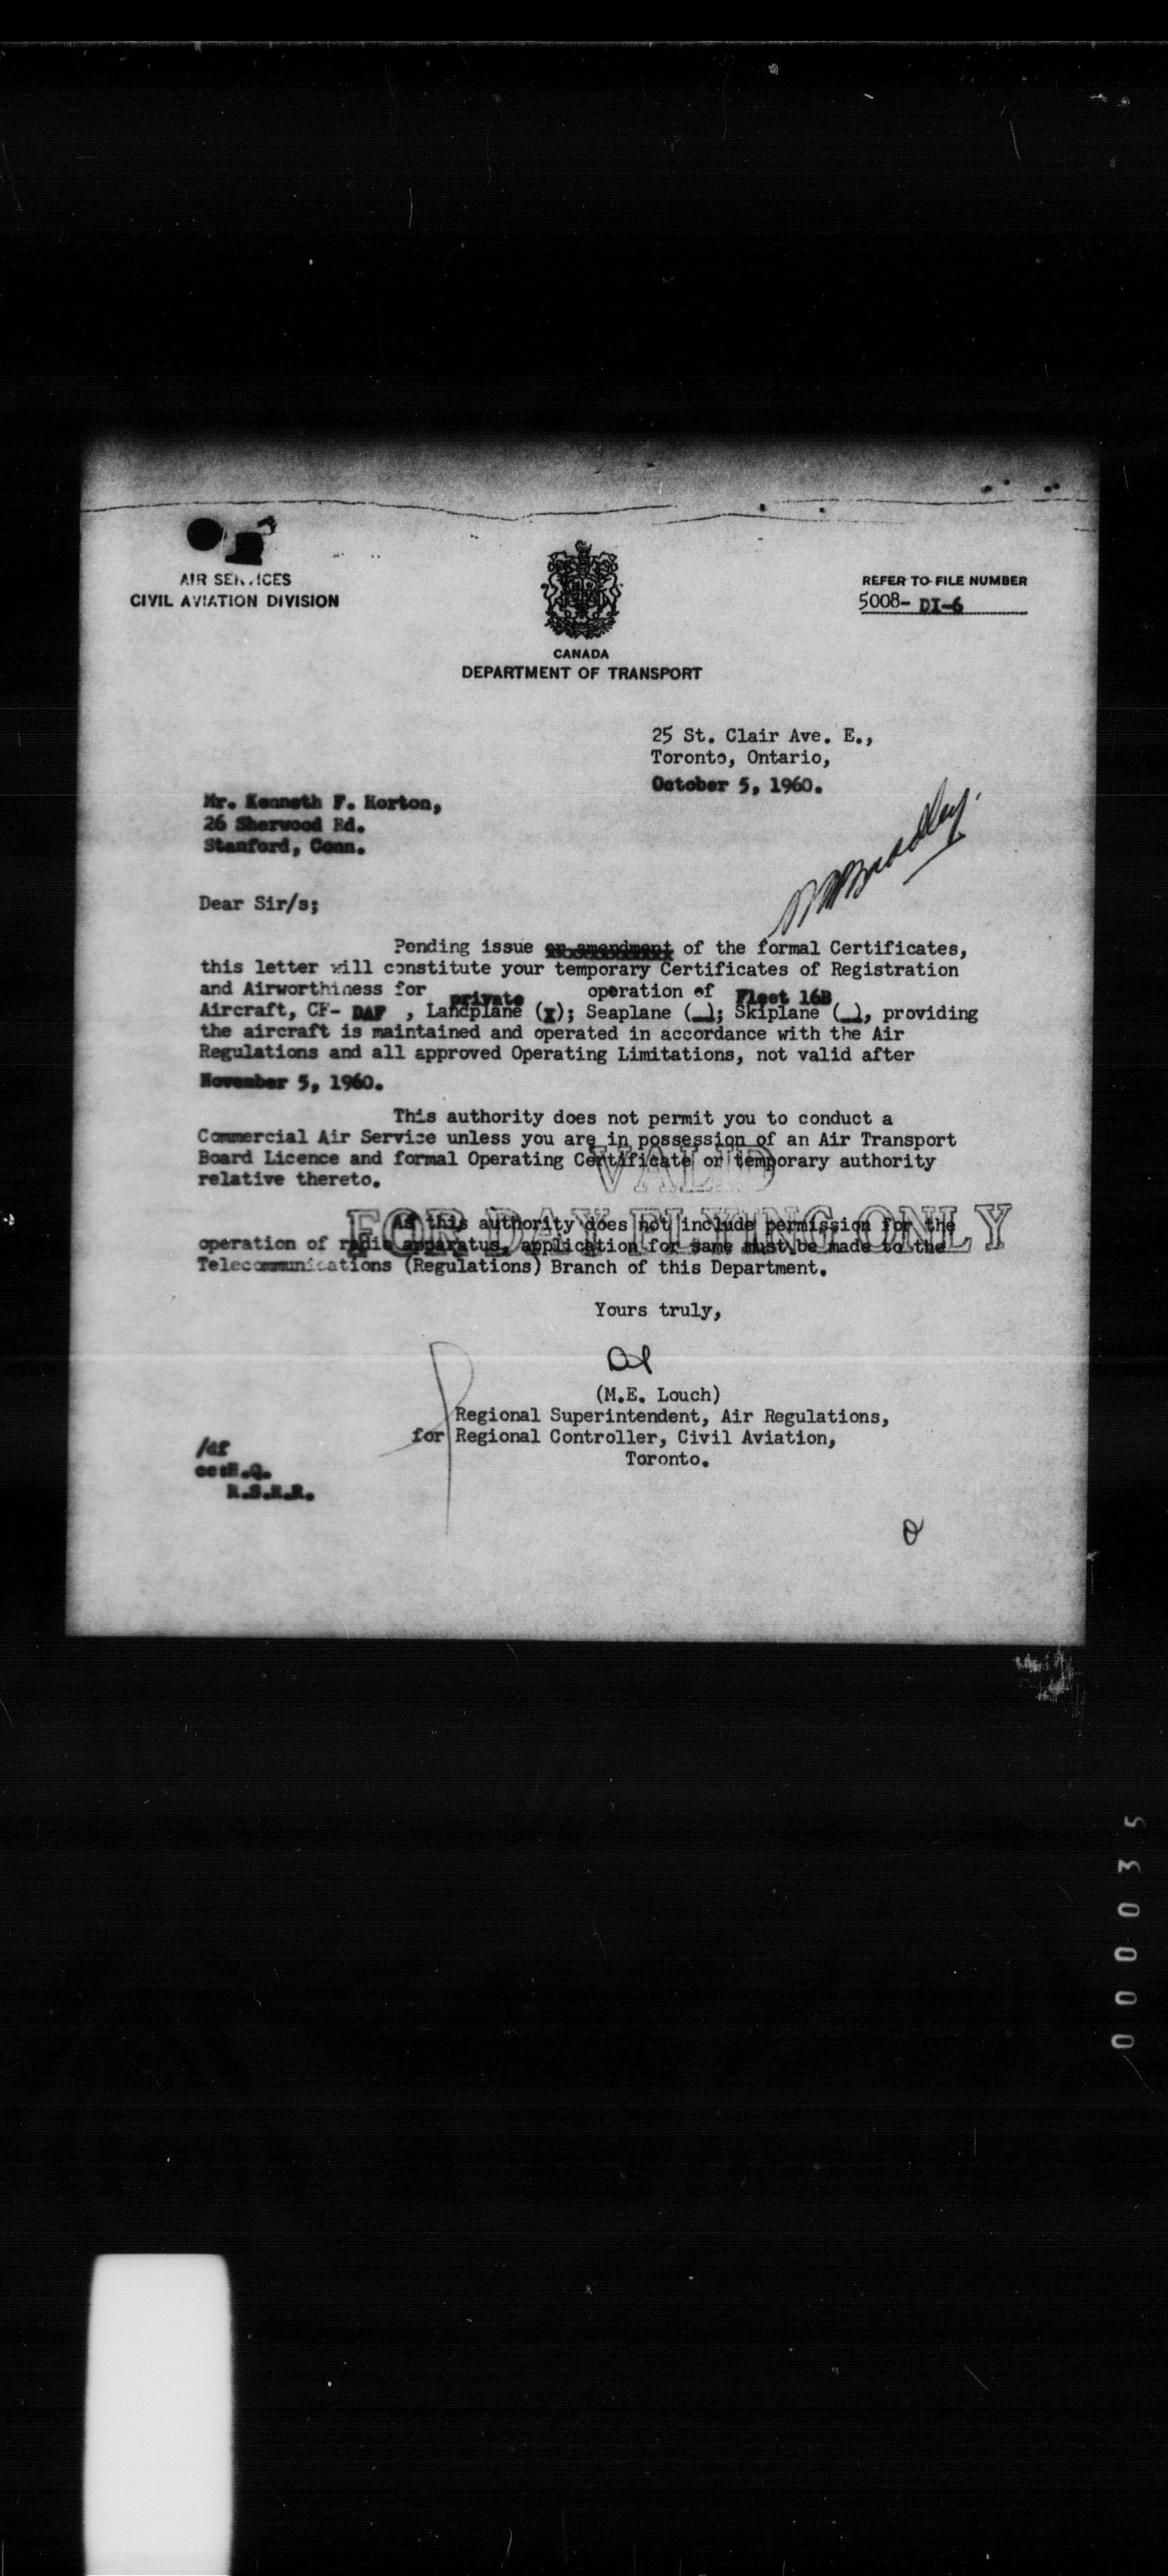 AIR SERVICES
CIVIL AVIATION DIVISION
REFER TO FILE NUMBER
5008- DI-6
CANADA
DEPARTMENT OF TRANSPORT
25 St. Clair Ave. E.,
Toronto, Ontario,
October 5, 1960.
Mr. Kenneth F. Horton,
26 Sherwood Rd.
Stanford, Conn.
Dear Sir/s;
Pending issue or amendment of the formal Certificates,
this letter will constitute your temporary Certificates of Registration
and Airworthiness for private operation of Fleet 16B
Aircraft, CF- DAF , Landplane (x); Seaplane (_); Skiplane (_), providing
the aircraft is maintained and operated in accordance with the Air
Regulations and all approved Operating Limitations, not valid after
November 5, 1960.
This authority does not permit you to conduct a
Commercial Air Service unless you are in possession of an Air Transport
Board Licence and formal Operating Certificate or temporary authority
relative thereto.
VALID
FOR DAY FLYING ONLY
As this authority does not include permission for the
operation of radio apparatus, application for same must be made to the
Telecommunications (Regulations) Branch of this Department.
Yours truly,
(M.E. Louch)
Regional Superintendent, Air Regulations,
for Regional Controller, Civil Aviation,
Toronto.
/df
cc:H.Q.
000035